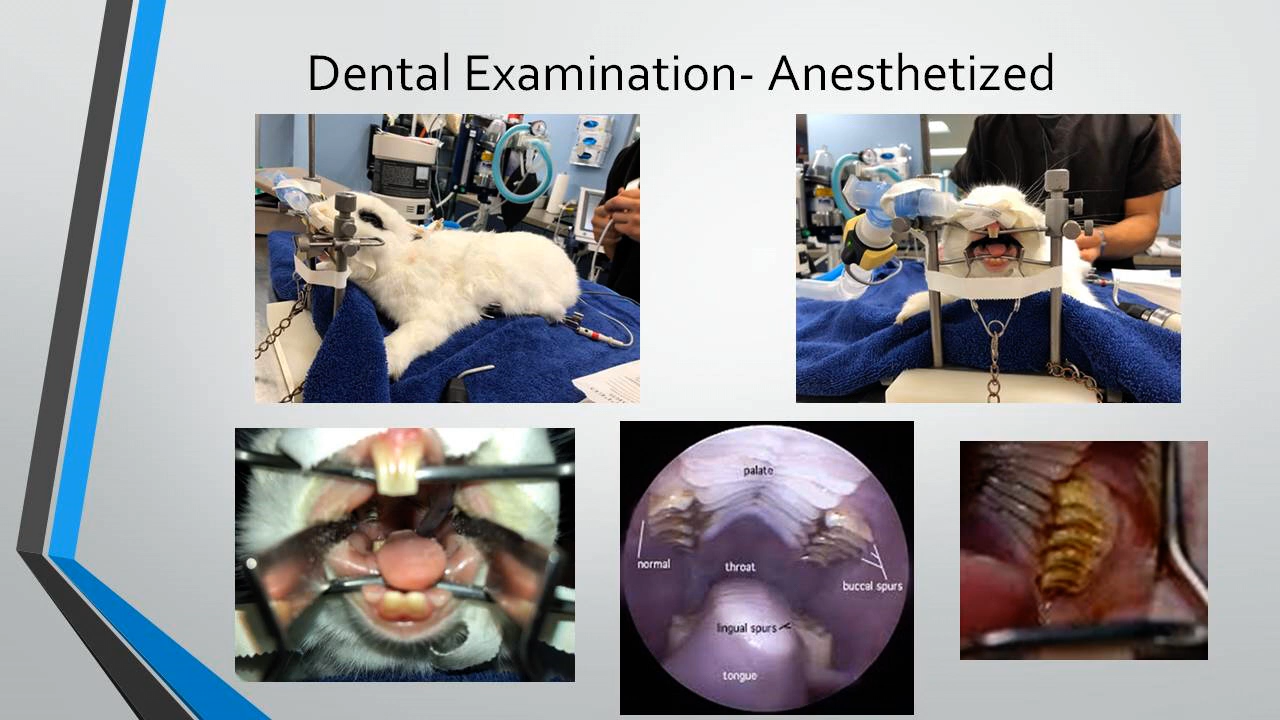 Dental Examination- Anesthetized
palate
normal
throat
buccal spurs
lingual spurs
tongue